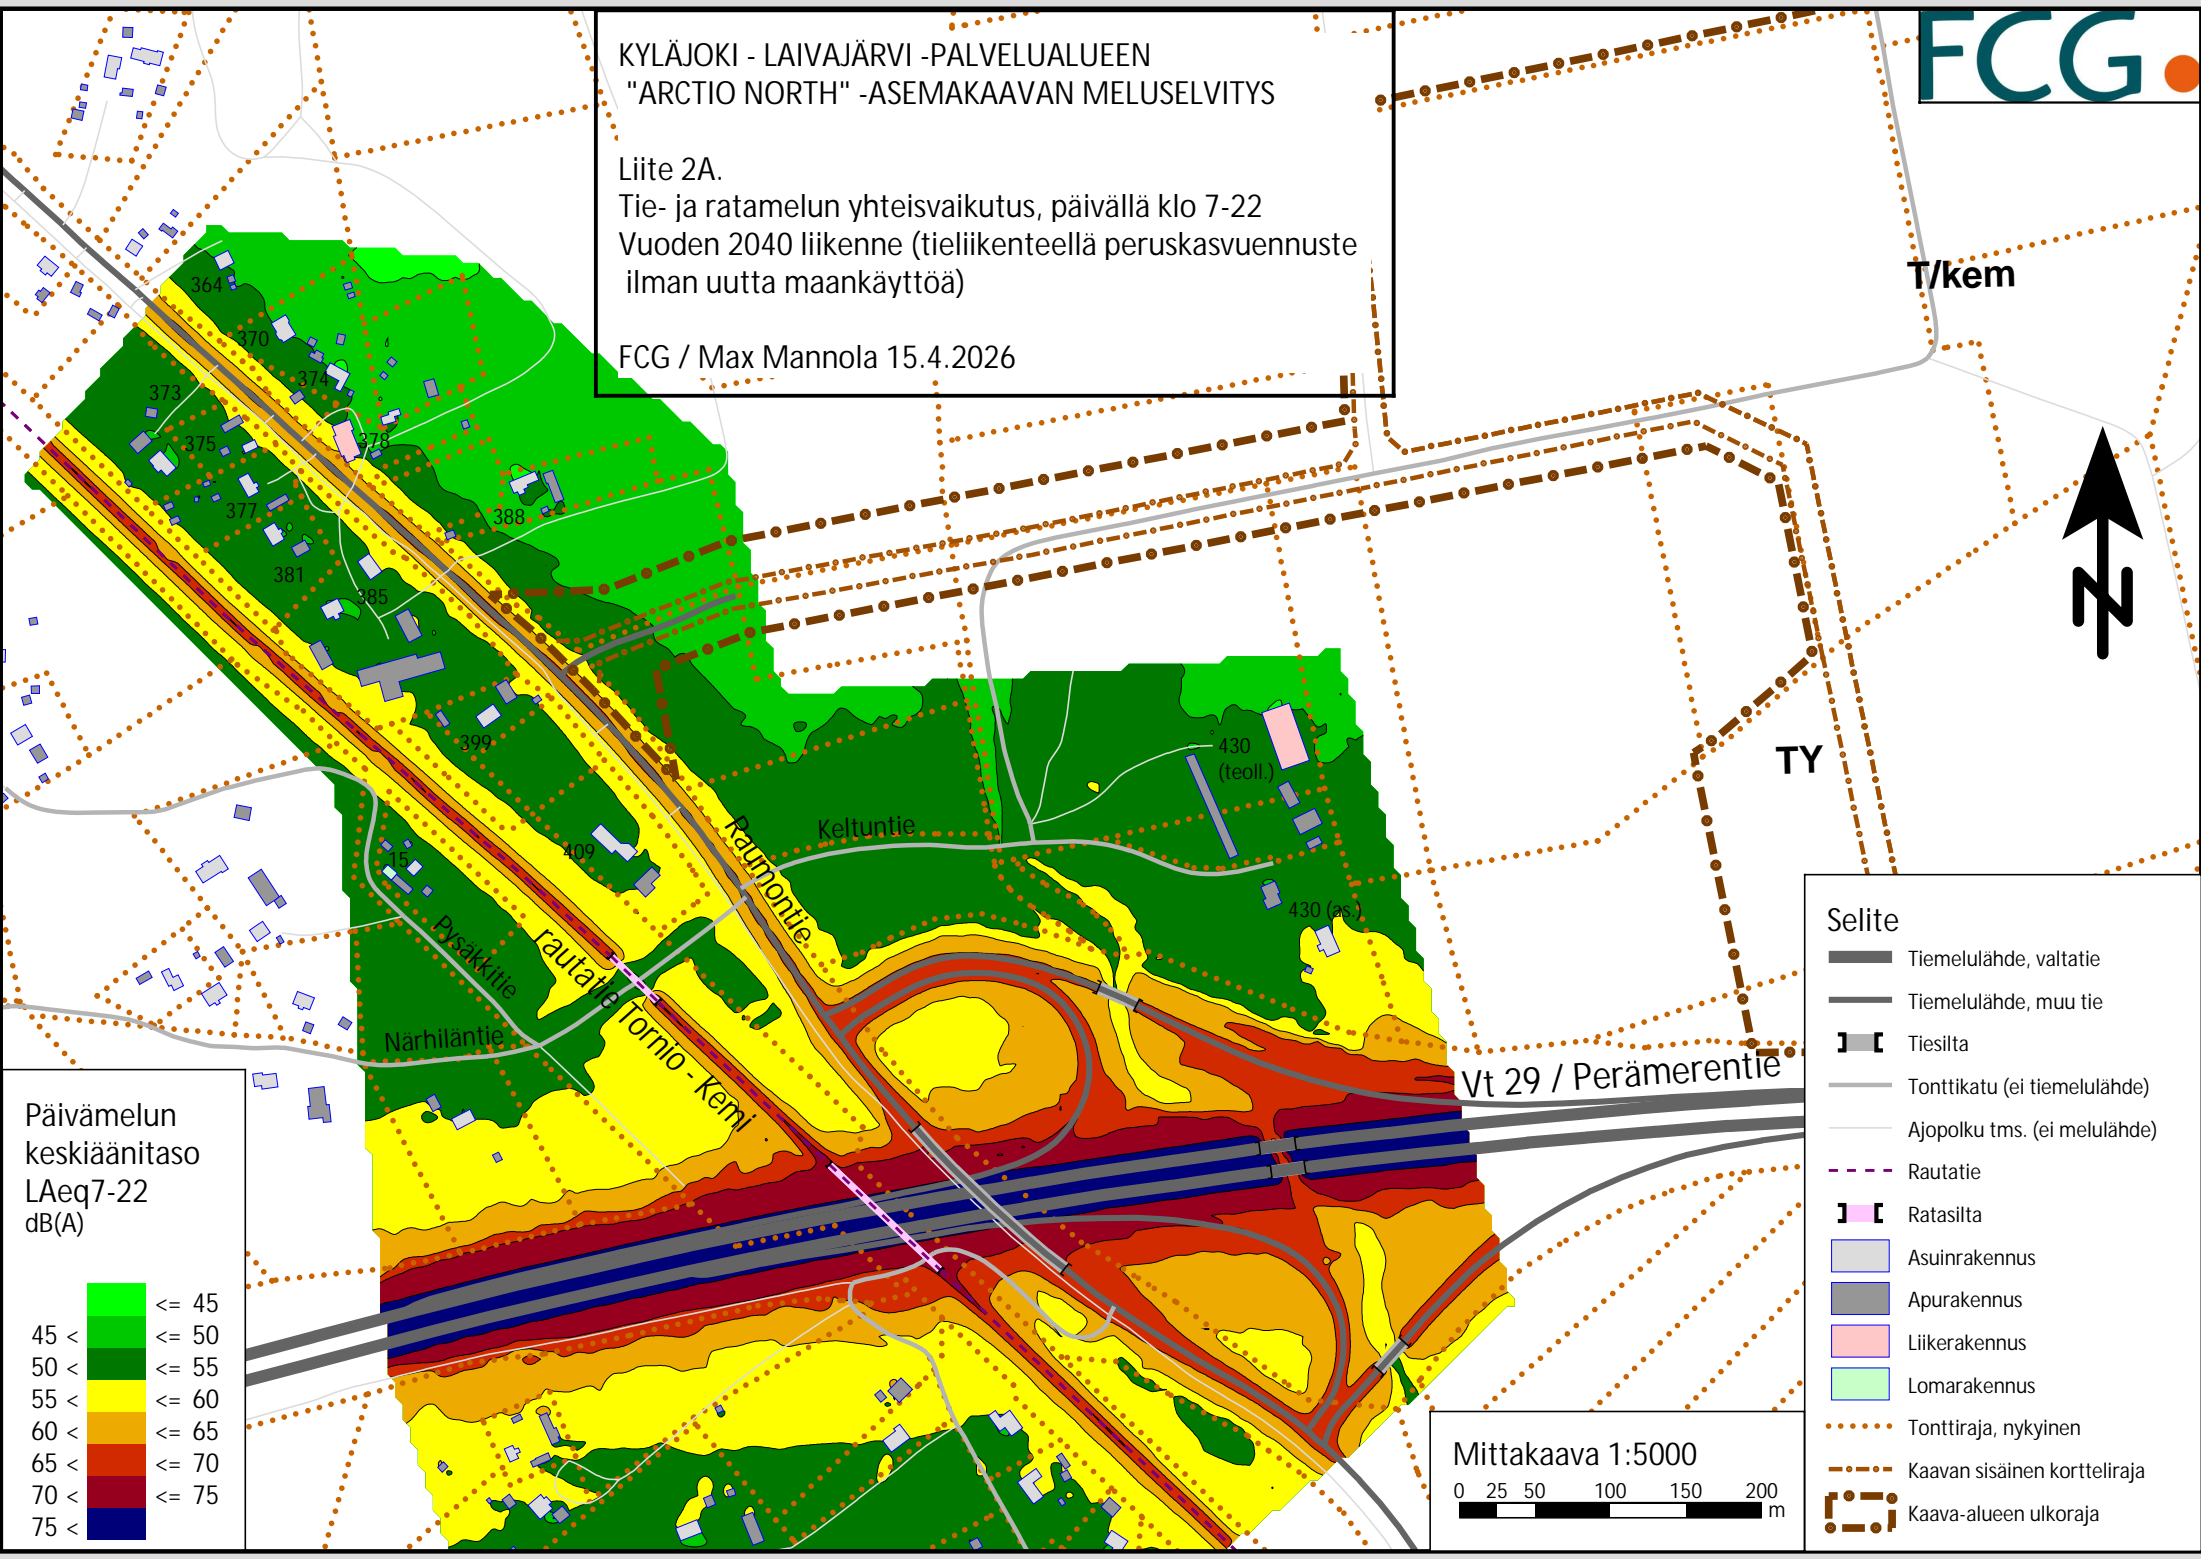 KYLÄJOKI - LAIVAJÄRVI -PALVELUALUEEN
"ARCTIO NORTH" -ASEMAKAAVAN MELUSELVITYS
Liite 2A.
Tie- ja ratamelun yhteisvaikutus, päivällä klo 7-22
Vuoden 2040 liikenne (tieliikenteellä peruskasvuennuste
ilman uutta maankäyttöä)
FCG / Max Mannola 15.4.2026
FCG
T/kem
TY
N
364
370
374
373
375
378
377
388
381
385
399
409
15
430
(teoll.)
430 (as.)
Keltuntie
Raumontie
Pysäkkitie
rautatie Tornio - Kemi
Närhiläntie
Vt 29 / Perämerentie
Päivämelun
keskiäänitaso
LAeq7-22
dB(A)
<= 45
45 < <= 50
50 < <= 55
55 < <= 60
60 < <= 65
65 < <= 70
70 < <= 75
75 <
Mittakaava 1:5000
0 25 50 100 150 200
m
Selite
Tiemelulähde, valtatie
Tiemelulähde, muu tie
Tiesilta
Tonttikatu (ei tiemelulähde)
Ajopolku tms. (ei melulähde)
Rautatie
Ratasilta
Asuinrakennus
Apurakennus
Liikerakennus
Lomarakennus
Tonttiraja, nykyinen
Kaavan sisäinen kortteliraja
Kaava-alueen ulkoraja